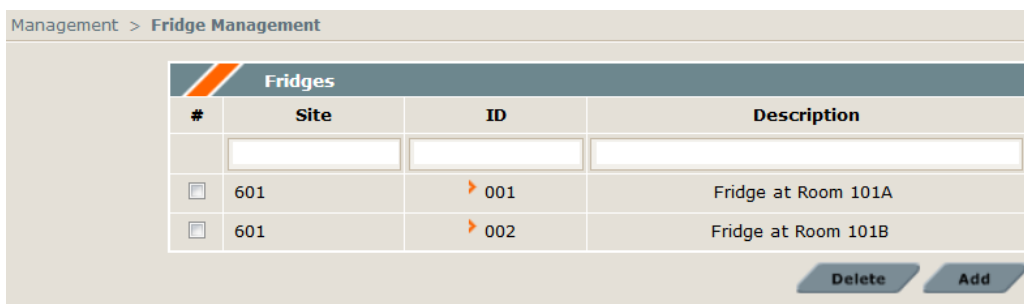 Management > Fridge Management
Fridges
# Site ID Description
601 001 Fridge at Room 101A
601 002 Fridge at Room 101B
Delete Add